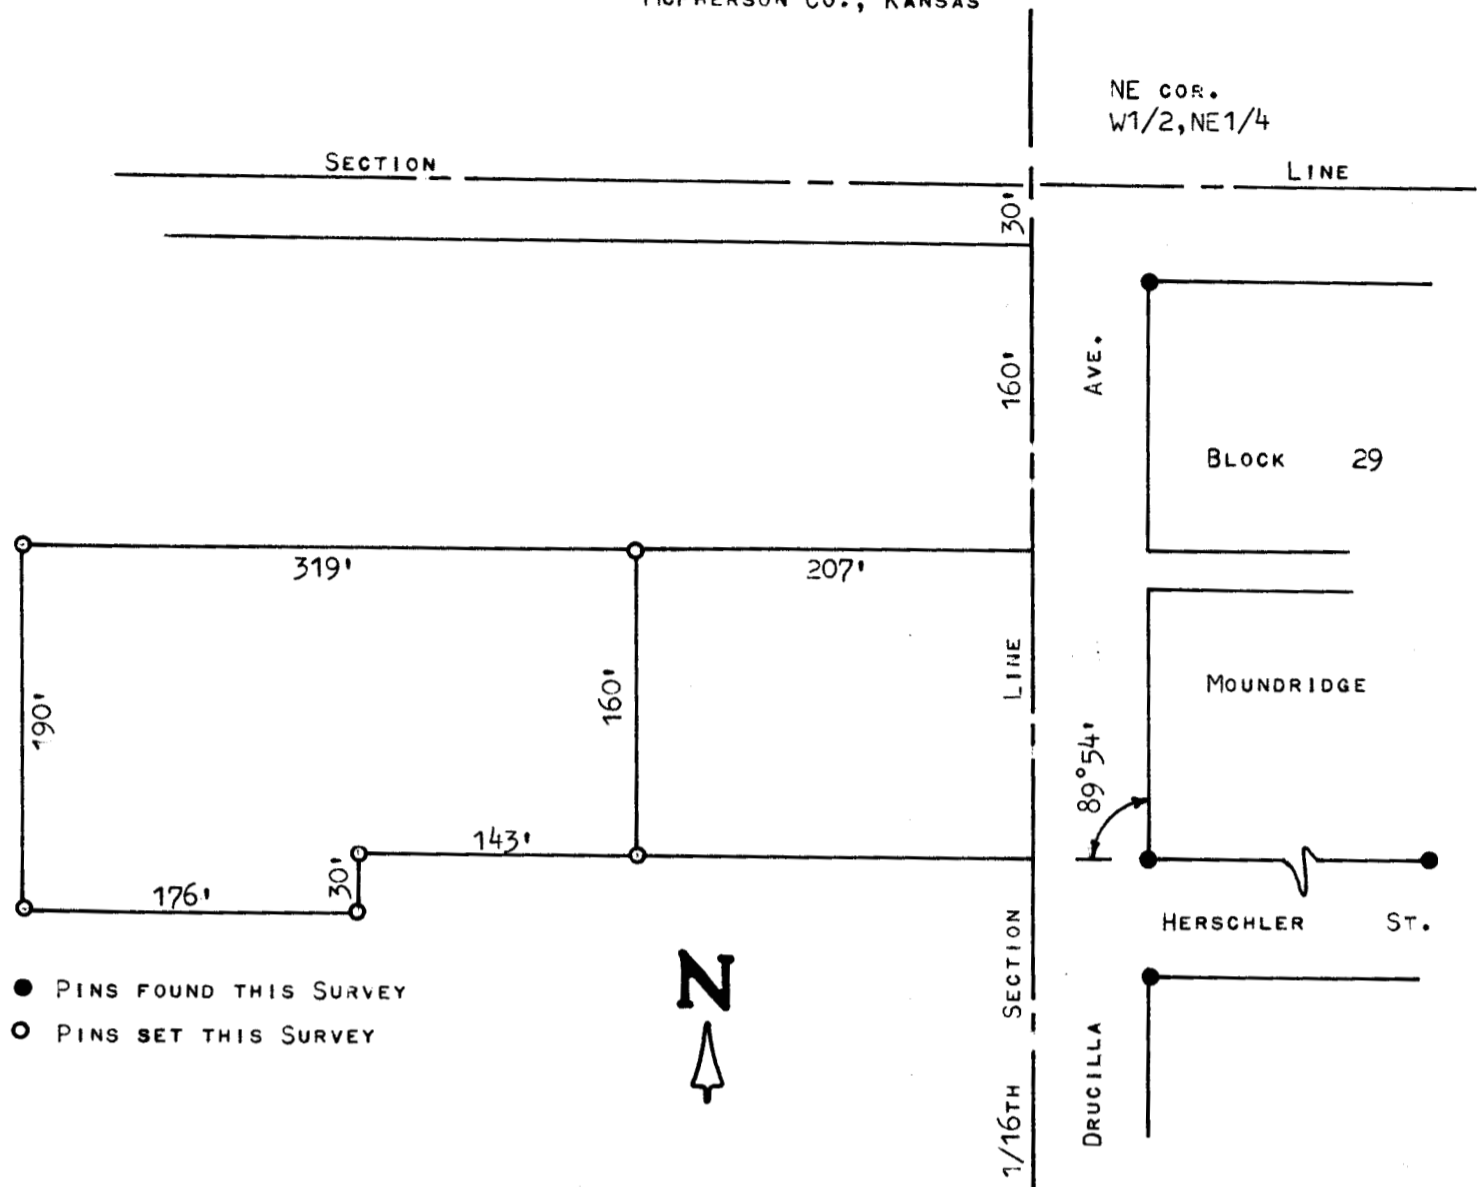 McPHERSON CO., KANSAS
NE COR.
W1/2,NE1/4
SECTION
LINE
30'
160'
AVE.
BLOCK 29
319'
207'
LINE
MOUNDRIDGE
190'
160'
89°54'
143'
30'
176'
HERSCHLER ST.
SECTION
N
PINS FOUND THIS SURVEY
PINS SET THIS SURVEY
DRUCILLA
1/16TH